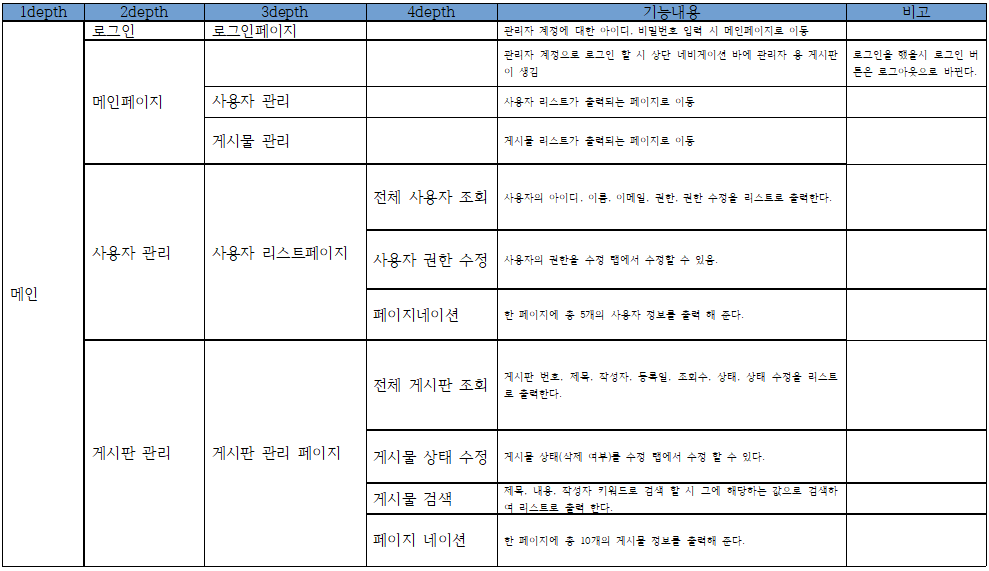 1depth 2depth 3depth 4depth 기능내용 비고
메인
로그인 로그인페이지 관리자 계정에 대한 아이디, 비밀번호 입력 시 메인페이지로 이동
메인페이지
관리자 계정으로 로그인 할 시 상단 네비게이션 바에 관리자 용 게시판
이 생김
로그인을 했을시 로그인 버
튼은 로그아웃으로 바뀐다.
사용자 관리 사용자 리스트가 출력되는 페이지로 이동
게시물 관리 게시물 리스트가 출력되는 페이지로 이동
사용자 관리 사용자 리스트페이지
전체 사용자 조회 사용자의 아이디, 이름, 이메일, 권한, 권한 수정을 리스트로 출력한다.
사용자 권한 수정 사용자의 권한을 수정 탭에서 수정할 수 있음.
페이지네이션 한 페이지에 총 5개의 사용자 정보를 출력 해 준다.
게시판 관리 게시판 관리 페이지
전체 게시판 조회
게시판 번호, 제목, 작성자, 등록일, 조회수, 상태, 상태 수정을 리스트
로 출력한다.
게시물 상태 수정 게시물 상태(삭제 여부)를 수정 탭에서 수정 할 수 있다.
게시물 검색
제목, 내용, 작성자 키워드로 검색 할 시 그에 해당하는 값으로 검색하
여 리스트로 출력 한다.
페이지 네이션 한 페이지에 총 10개의 게시물 정보를 출력해 준다.